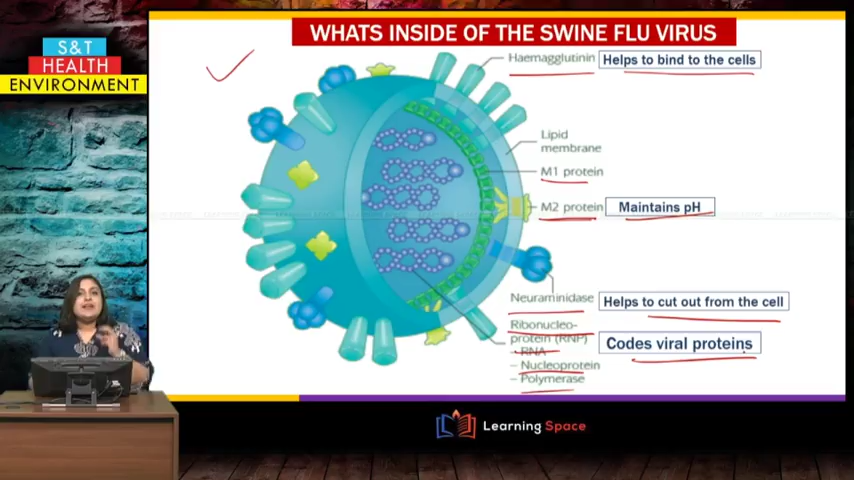 WHATS INSIDE OF THE SWINE FLU VIRUS
S&T
HEALTH
ENVIRONMENT
Haemagglutinin
Helps to bind to the cells
Lipid
membrane
M1 protein
M2 protein
Maintains pH
Neuraminidase
Helps to cut out from the cell
Ribonucleo-
protein (RNP)
- RNA
- Nucleoprotein
- Polymerase
Codes viral proteins
Learning Space